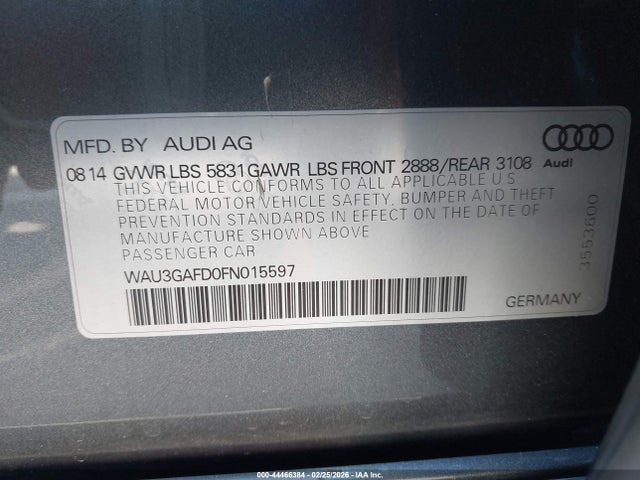 MFD. BY AUDI AG
08 14 GVWR LBS 5831 GAWR LBS FRONT 2888/REAR 3108
Audi
THIS VEHICLE CONFORMS TO ALL APPLICABLE U.S
FEDERAL MOTOR VEHICLE SAFETY, BUMPER AND THEFT
PREVENTION STANDARDS IN EFFECT ON THE DATE OF
MANUFACTURE SHOWN ABOVE
PASSENGER CAR
3553600
WAU3GAFD0FN015597
GERMANY
000-44466384 - 02/25/2026 - IAA, Inc.